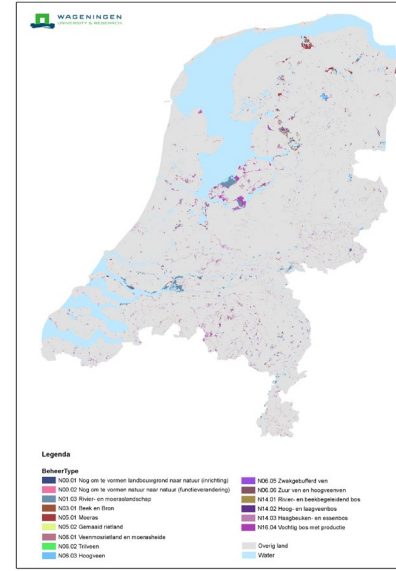 WAGENINGEN
UNIVERSITY & RESEARCH
Legenda
BeheerType
N00.01 Nog om te vormen landbouwgrond naar natuur (inrichting)
N00.02 Nog om te vormen natuur naar natuur (functieverandering)
N01.03 Rivier- en moeraslandschap
N03.01 Beek en Bron
N05.01 Moeras
N05.02 Gemaaid rietland
N06.01 Veenmosrietland en moerasheide
N06.02 Trilveen
N06.03 Hoogveen
N06.05 Zwakgebufferd ven
N06.06 Zuur ven en hoogveenven
N14.01 Rivier- en beekbegeleidend bos
N14.02 Hoog- en laagveenbos
N14.03 Haagbeuken- en essenbos
N16.04 Vochtig bos met productie
Overig land
Water